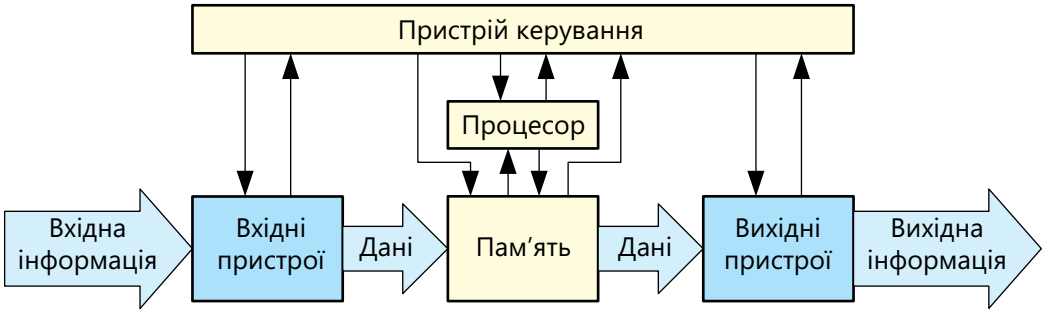 Пристрій керування
Процесор
Вхідна
інформація
Вхідні
пристрої
Дані
Пам’ять
Дані
Вихідні
пристрої
Вихідна
інформація